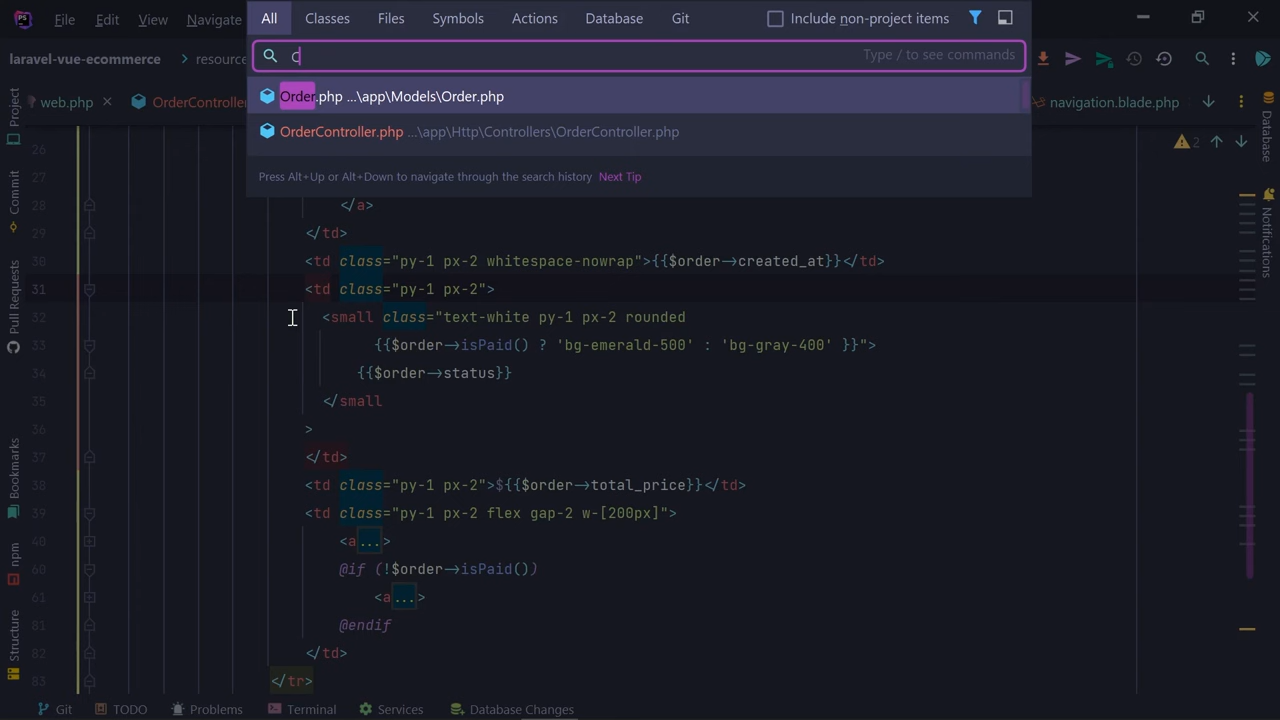 File Edit View Navigate
All Classes Files Symbols Actions Database Git Include non-project items
C Type / to see commands
laravel-vue-ecommerce resource
web.php OrderController navigation.blade.php
Order.php ...\app\Models\Order.php
OrderController.php ...\app\Http\Controllers\OrderController.php
Press Alt+Up or Alt+Down to navigate through the search history Next Tip
26 2
27
28 </a>
29 </td>
30 <td class="py-1 px-2 whitespace-nowrap">{{$order->created_at}}</td>
31 <td class="py-1 px-2">
32 <small class="text-white py-1 px-2 rounded
33 {{$order->isPaid() ? 'bg-emerald-500' : 'bg-gray-400' }}">
34 {{$order->status}}
35 </small
36 >
37 </td>
38 <td class="py-1 px-2">${{$order->total_price}}</td>
39 <td class="py-1 px-2 flex gap-2 w-[200px]">
40 <a...>
60 @if (!$order->isPaid())
61 <a...>
81 @endif
82 </td>
83 </tr>
Project
Commit
Pull Requests
Bookmarks
npm
Structure
Database
Notifications
Git TODO Problems Terminal Services Database Changes